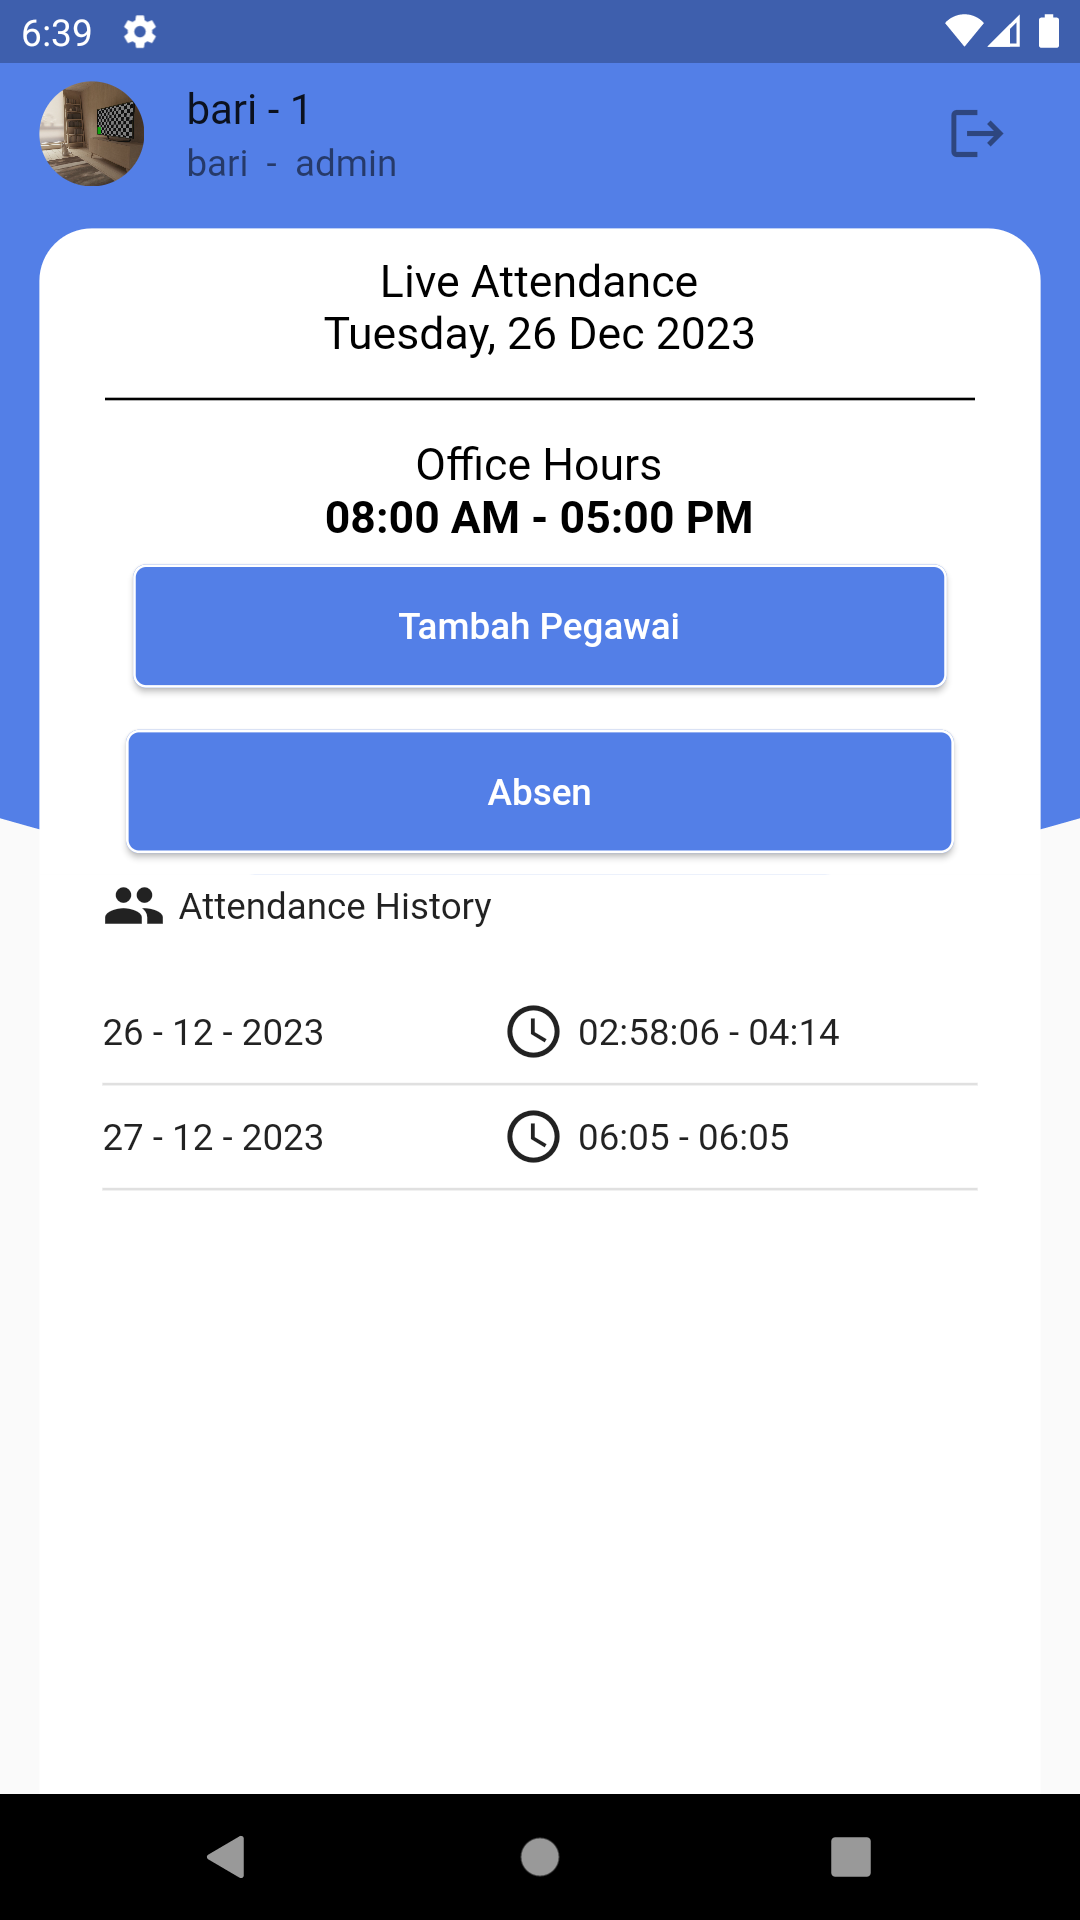 6:39
bari - 1
bari - admin
Live Attendance
Tuesday, 26 Dec 2023
Office Hours
08:00 AM - 05:00 PM
Tambah Pegawai
Absen
Attendance History
26 - 12 - 2023 02:58:06 - 04:14
27 - 12 - 2023 06:05 - 06:05